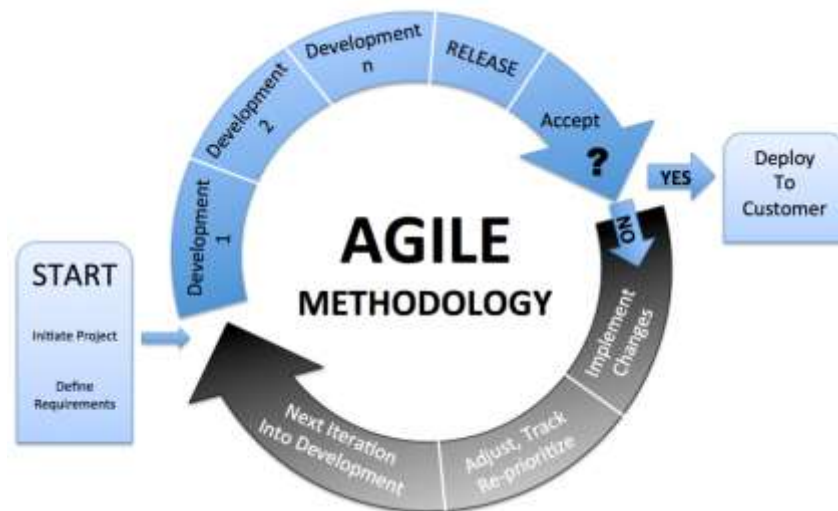 START
Initiate Project
Define
Requirements
Development
1
Development
2
Development
n
RELEASE
Accept
?
YES
Deploy
To
Customer
NO
Implement
Changes
Adjust, Track
Re-prioritize
Next Iteration
Into Development
AGILE
METHODOLOGY